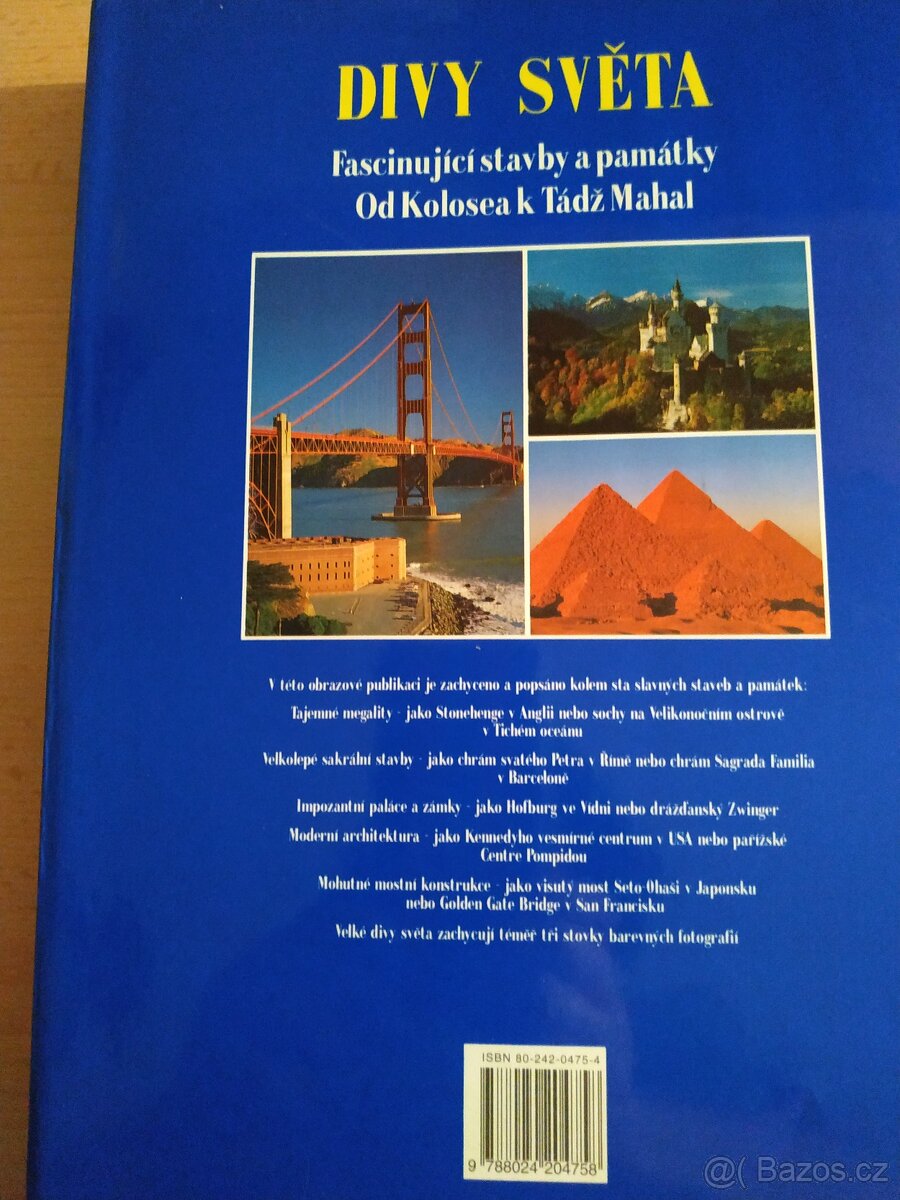 DIVY SVĚTA
Fascinující stavby a památky
Od Kolosea k Tádž Mahal
V této obrazové publikaci je zachyceno a popsáno kolem sta slavných staveb a památek:
Tajemné megality - jako Stonehenge v Anglii nebo sochy na Velikonočním ostrově
v Tichém oceánu
Velkolepé sakrální stavby - jako chrám svatého Petra v Římě nebo chrám Sagrada Familia
v Barceloně
Impozantní paláce a zámky - jako Hofburg ve Vídni nebo drážďanský Zwinger
Moderní architektura - jako Kennedyho vesmírné centrum v USA nebo pařížské
Centre Pompidou
Mohutné mostní konstrukce - jako visutý most Seto-Ohaši v Japonsku
nebo Golden Gate Bridge v San Francisku
Velké divy světa zachycují téměř tři stovky barevných fotografií
ISBN 80-242-0475-4
9 788024 204758
@( Bazos.cz